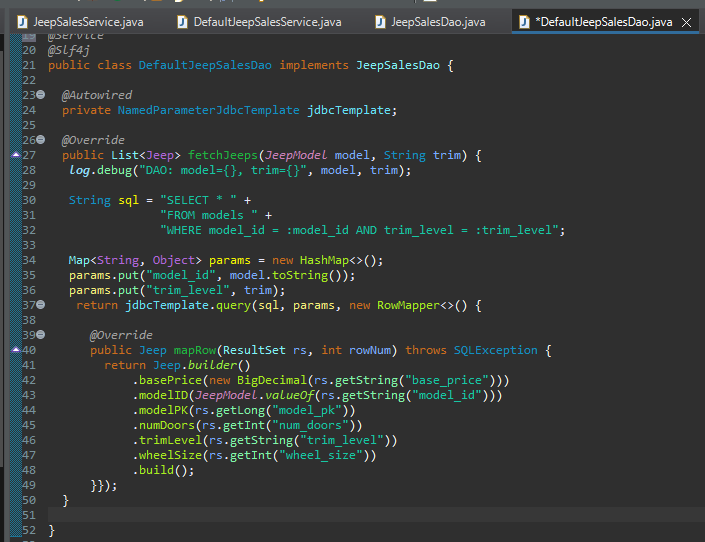 JeepSalesService.java DefaultJeepSalesService.java JeepSalesDao.java *DefaultJeepSalesDao.java
19 @Service
20 @Slf4j
21 public class DefaultJeepSalesDao implements JeepSalesDao {
22
23 @Autowired
24 private NamedParameterJdbcTemplate jdbcTemplate;
25
26 @Override
27 public List<Jeep> fetchJeeps(JeepModel model, String trim) {
28 log.debug("DAO: model={}, trim={}", model, trim);
29
30 String sql = "SELECT * " +
31 "FROM models " +
32 "WHERE model_id = :model_id AND trim_level = :trim_level";
33
34 Map<String, Object> params = new HashMap<>();
35 params.put("model_id", model.toString());
36 params.put("trim_level", trim);
37 return jdbcTemplate.query(sql, params, new RowMapper<>() {
38
39 @Override
40 public Jeep mapRow(ResultSet rs, int rowNum) throws SQLException {
41 return Jeep.builder()
42 .basePrice(new BigDecimal(rs.getString("base_price")))
43 .modelID(JeepModel.valueOf(rs.getString("model_id")))
44 .modelPK(rs.getLong("model_pk"))
45 .numDoors(rs.getInt("num_doors"))
46 .trimLevel(rs.getString("trim_level"))
47 .wheelSize(rs.getInt("wheel_size"))
48 .build();
49 }});
50 }
51
52 }